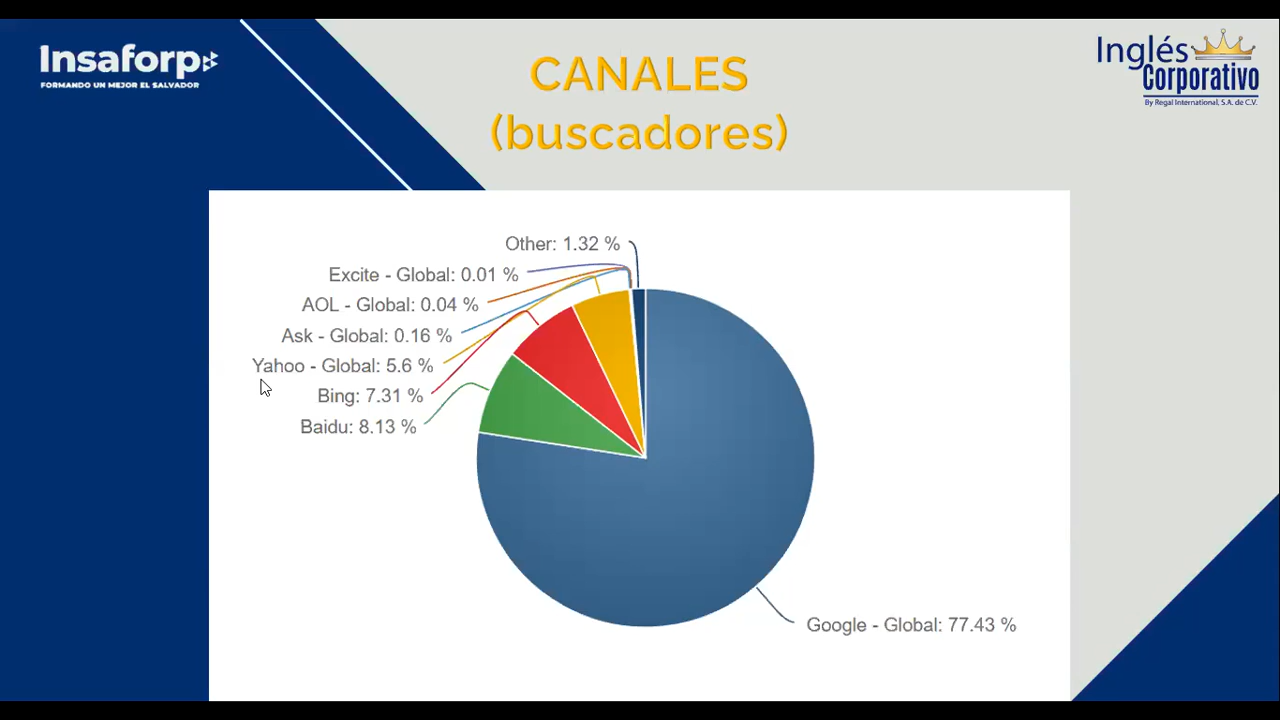 Insaforp
FORMANDO UN MEJOR EL SALVADOR
CANALES
(buscadores)
Inglés
Corporativo
By Regal International, S.A. de C.V.
Other: 1.32 %
Excite - Global: 0.01 %
AOL - Global: 0.04 %
Ask - Global: 0.16 %
Yahoo - Global: 5.6 %
Bing: 7.31 %
Baidu: 8.13 %
Google - Global: 77.43 %